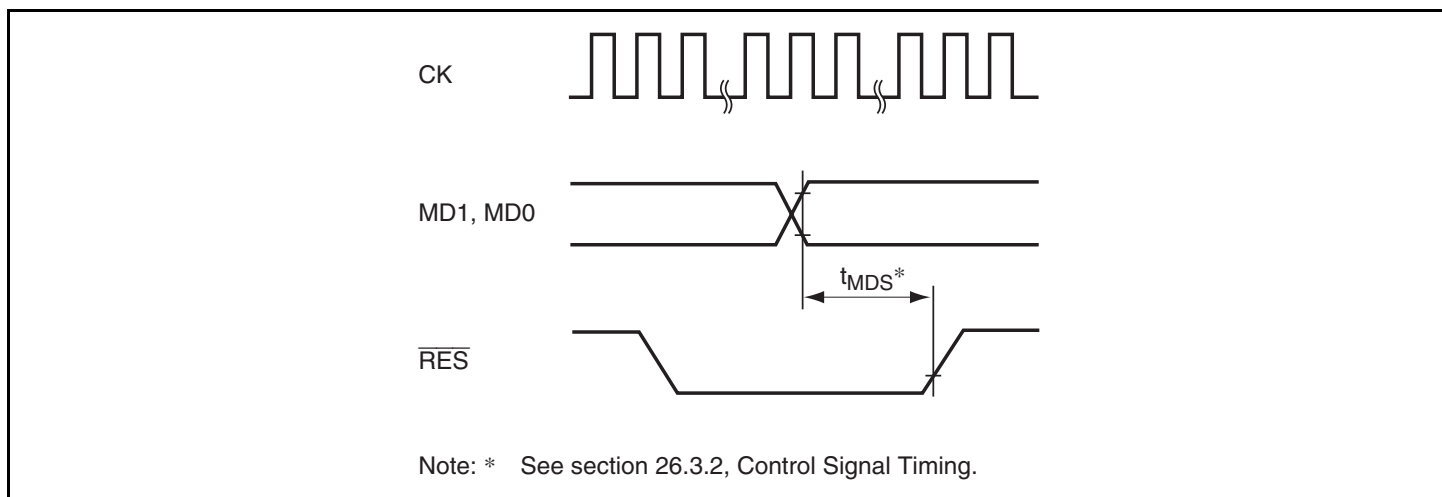 CK
MD1, MD0
tMDS*
RES
Note: * See section 26.3.2, Control Signal Timing.